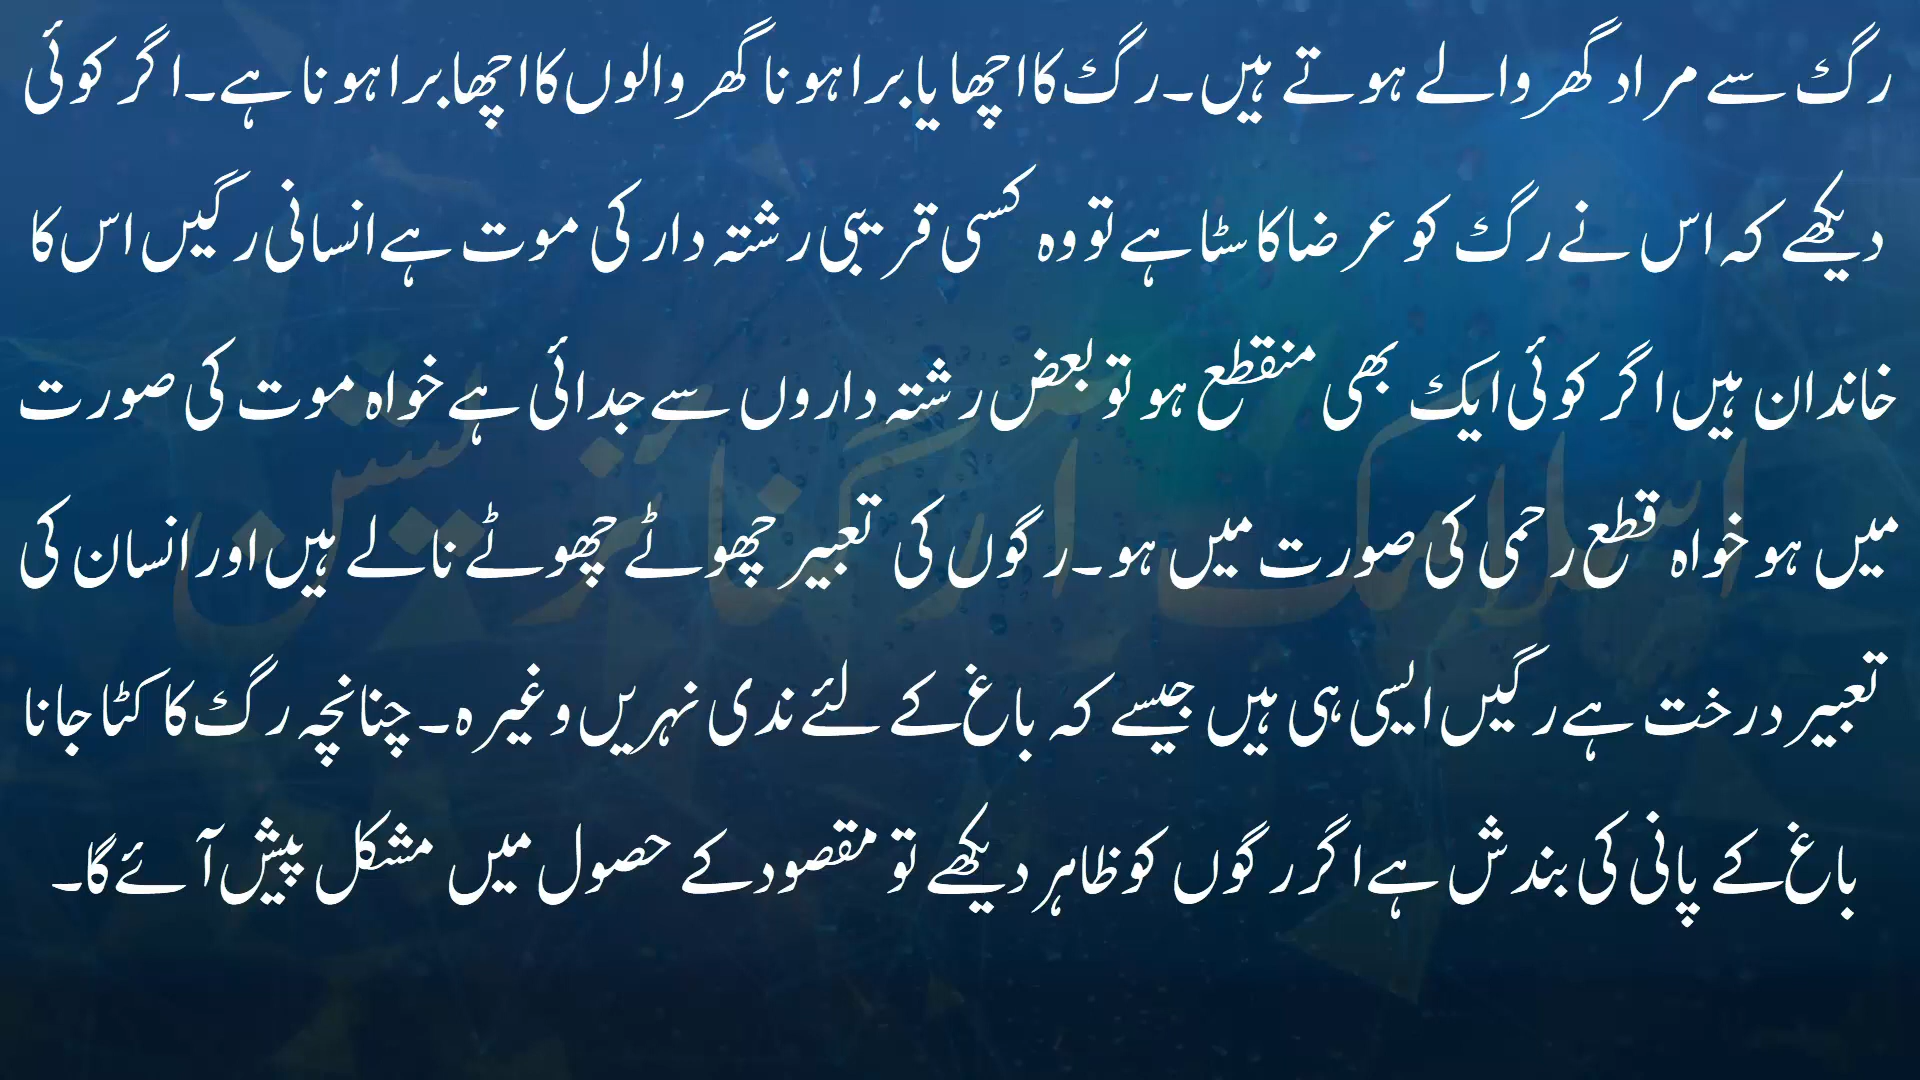 رگ سے مراد گھر والے ہوتے ہیں۔رگ کا اچھا یا برا ہونا گھر والوں کا اچھا برا ہونا ہے۔اگر کوئی
دیکھے کہ اس نے رگ کو عرضا کاسٹا ہے تو وہ کسی قریبی رشتہ دار کی موت ہے انسانی رگیں اس کا
خاندان ہیں اگر کوئی ایک بھی منقطع ہو تو بعض رشتہ داروں سے جدائی ہے خواہ موت کی صورت
میں ہو خواہ قطع رحمی کی صورت میں ہو۔رگوں کی تعبیر چھوٹے چھوٹے نالے ہیں اور انسان کی
تعبیر درخت ہے رگیں ایسی ہی ہیں جیسے کہ باغ کے لئے ندی نہریں وغیرہ۔چنانچہ رگ کا کٹا جانا
باغ کے پانی کی بندش ہے اگر رگوں کو ظاہر دیکھے تو مقصود کے حصول میں مشکل پیش آئے گا۔
اسلامک آرگنائزیشن